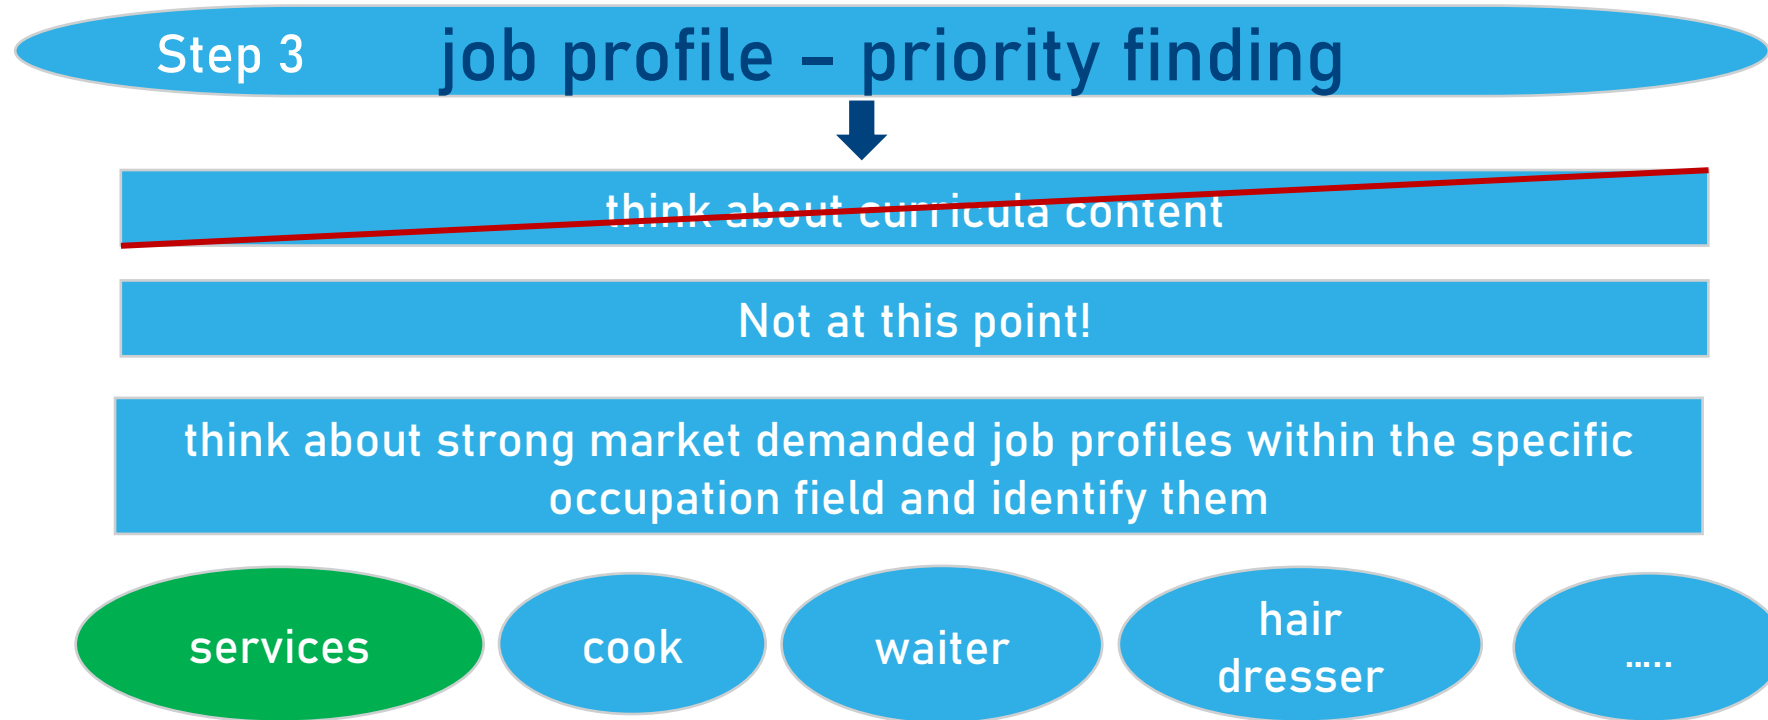 Step 3 job profile – priority finding
think about curricula content
Not at this point!
think about strong market demanded job profiles within the specific
occupation field and identify them
services
cook
waiter
hair
dresser
.....